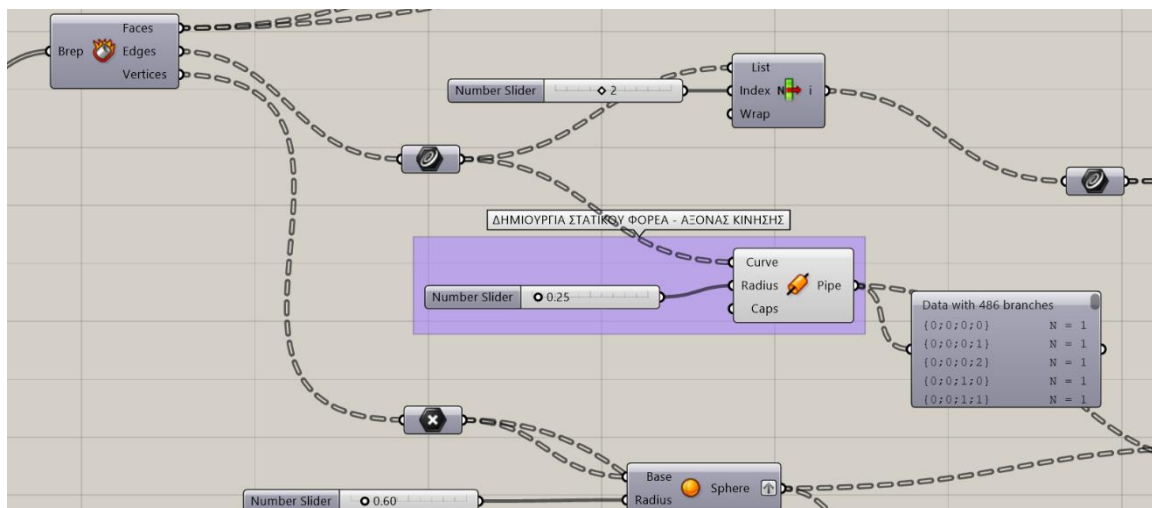 Faces
Brep Edges
Vertices
List
Number Slider 2 Index N i
Wrap
ΔΗΜΙΟΥΡΓΙΑ ΣΤΑΤΙΚΟΥ ΦΟΡΕΑ - ΑΞΟΝΑΣ ΚΙΝΗΣΗΣ
Curve
Number Slider 0.25 Radius Pipe
Caps
Data with 486 branches
{0;0;0;0} N = 1
{0;0;0;1} N = 1
{0;0;0;2} N = 1
{0;0;1;0} N = 1
{0;0;1;1} N = 1
Base
Sphere
Number Slider 0.60 Radius